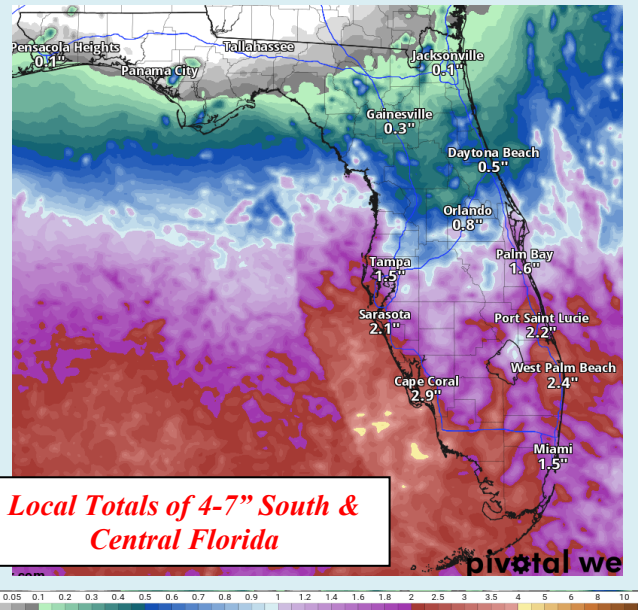 Pensacola Heights
0.1"
Tallahassee
Panama City
Jacksonville
0.1"
Gainesville
0.3"
Daytona Beach
0.5"
Orlando
0.8"
Tampa
1.5"
Palm Bay
1.6"
Sarasota
2.1"
Port Saint Lucie
2.2"
West Palm Beach
2.4"
Cape Coral
2.9"
Miami
1.5"
Local Totals of 4-7” South &
Central Florida
pivotal we
0.05 0.1 0.2 0.3 0.4 0.5 0.6 0.7 0.8 0.9 1 1.2 1.4 1.6 1.8 2 2.5 3 3.5 4 5 6 8 10